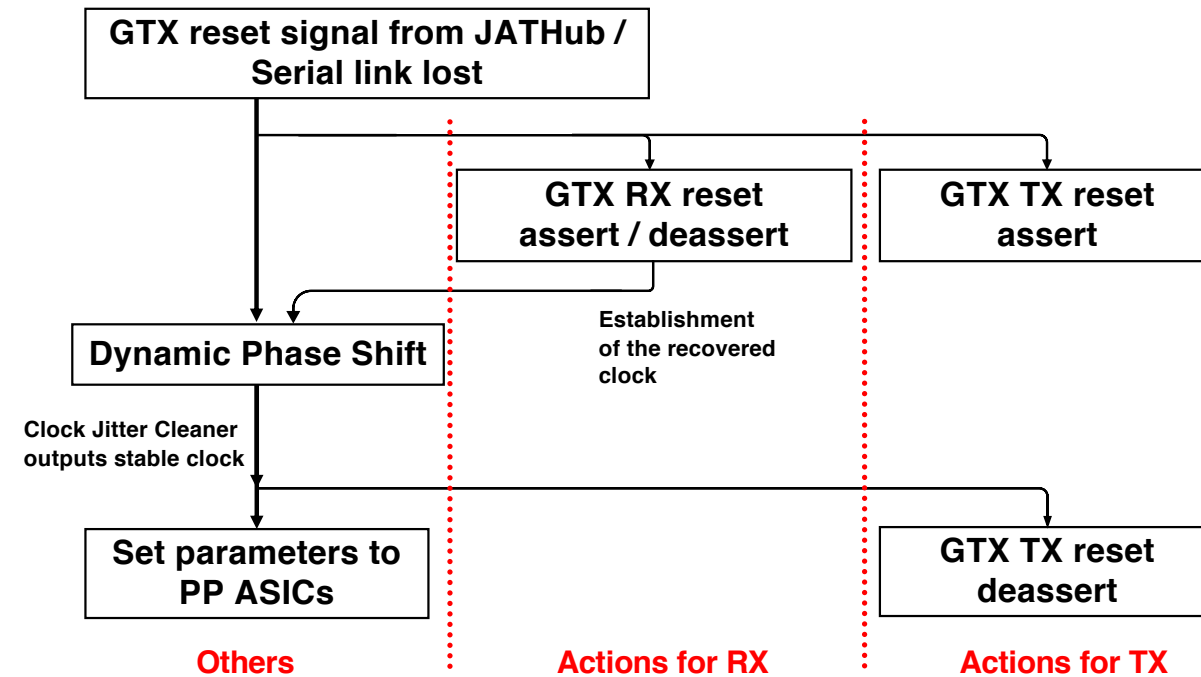 GTX reset signal from JATHub /
Serial link lost
GTX RX reset
assert / deassert
GTX TX reset
assert
Establishment
of the recovered
clock
Dynamic Phase Shift
Clock Jitter Cleaner
outputs stable clock
Set parameters to
PP ASICs
GTX TX reset
deassert
Others
Actions for RX
Actions for TX